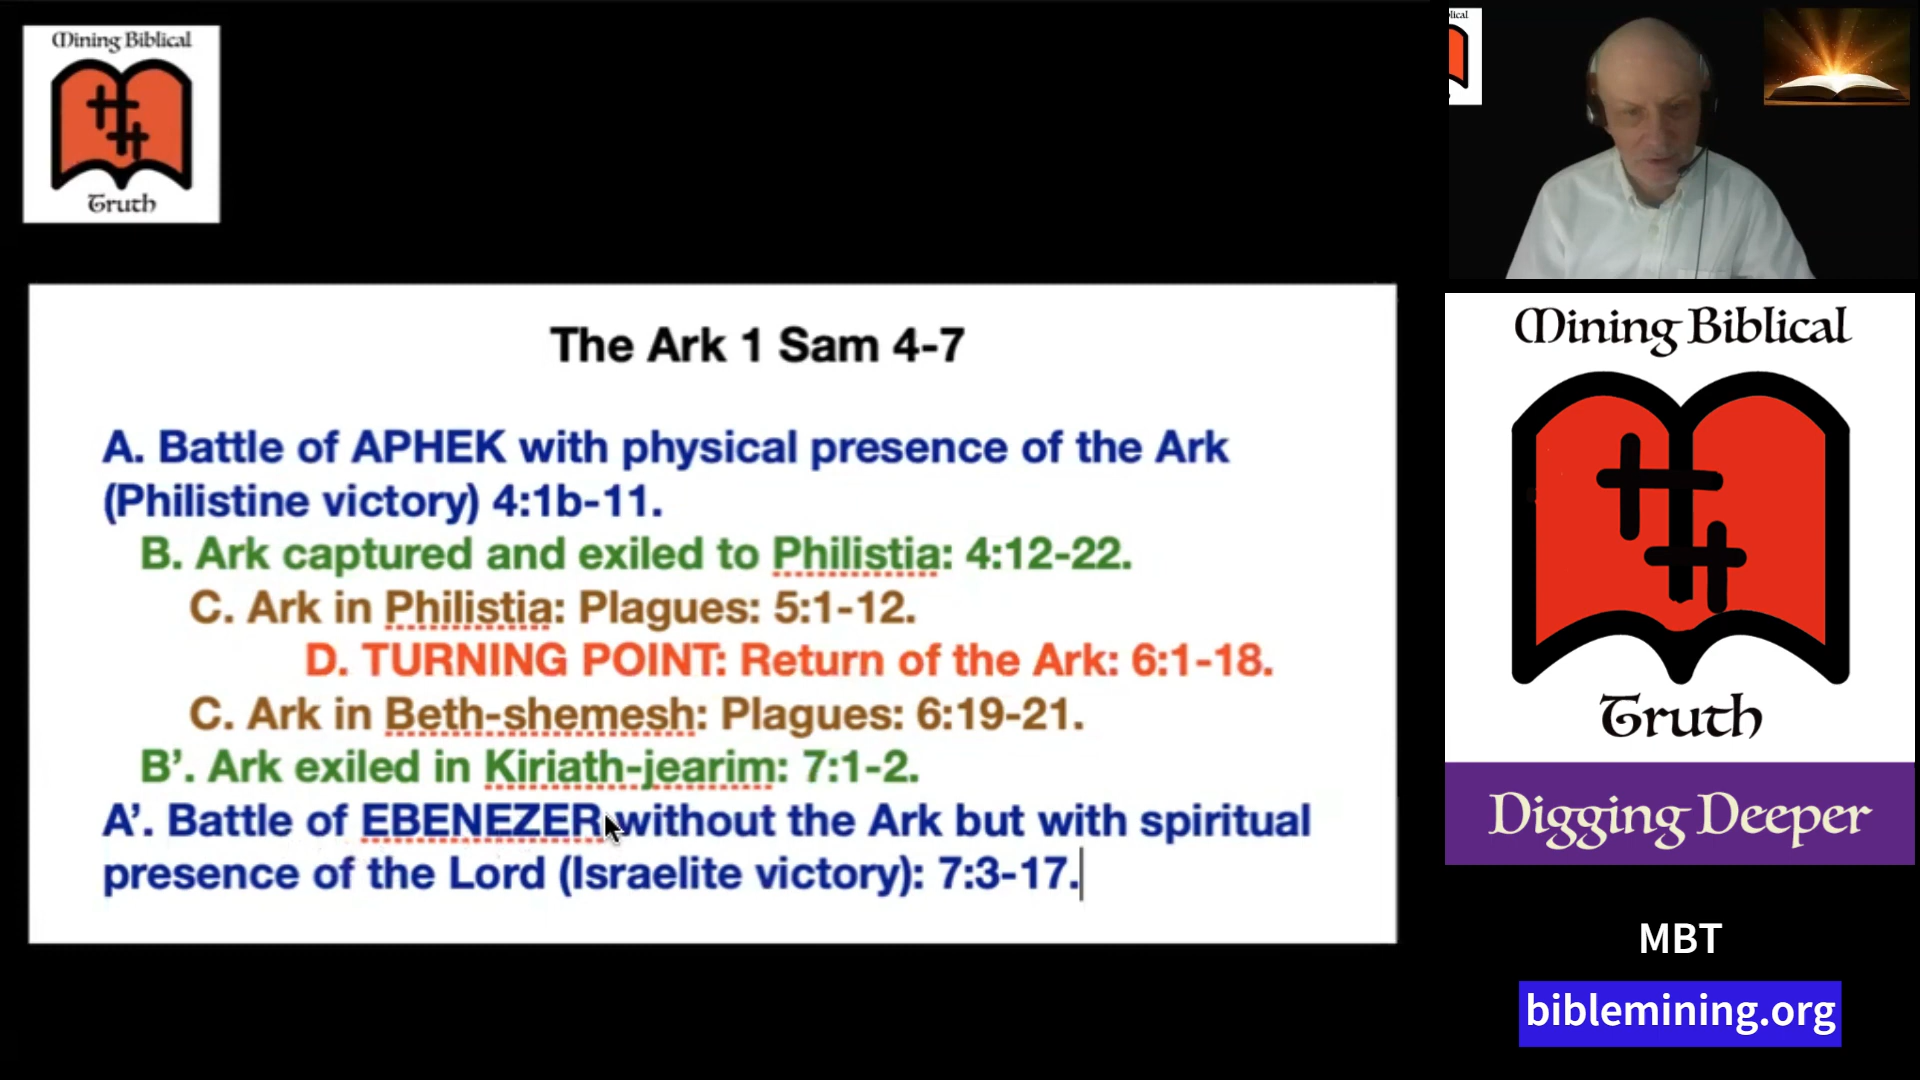 Mining Biblical
Truth
The Ark 1 Sam 4-7
A. Battle of APHEK with physical presence of the Ark
(Philistine victory) 4:1b-11.
B. Ark captured and exiled to Philistia: 4:12-22.
C. Ark in Philistia: Plagues: 5:1-12.
D. TURNING POINT: Return of the Ark: 6:1-18.
C. Ark in Beth-shemesh: Plagues: 6:19-21.
B’. Ark exiled in Kiriath-jearim: 7:1-2.
A’. Battle of EBENEZER without the Ark but with spiritual
presence of the Lord (Israelite victory): 7:3-17.
lical
Mining Biblical
Truth
Digging Deeper
MBT
biblemining.org